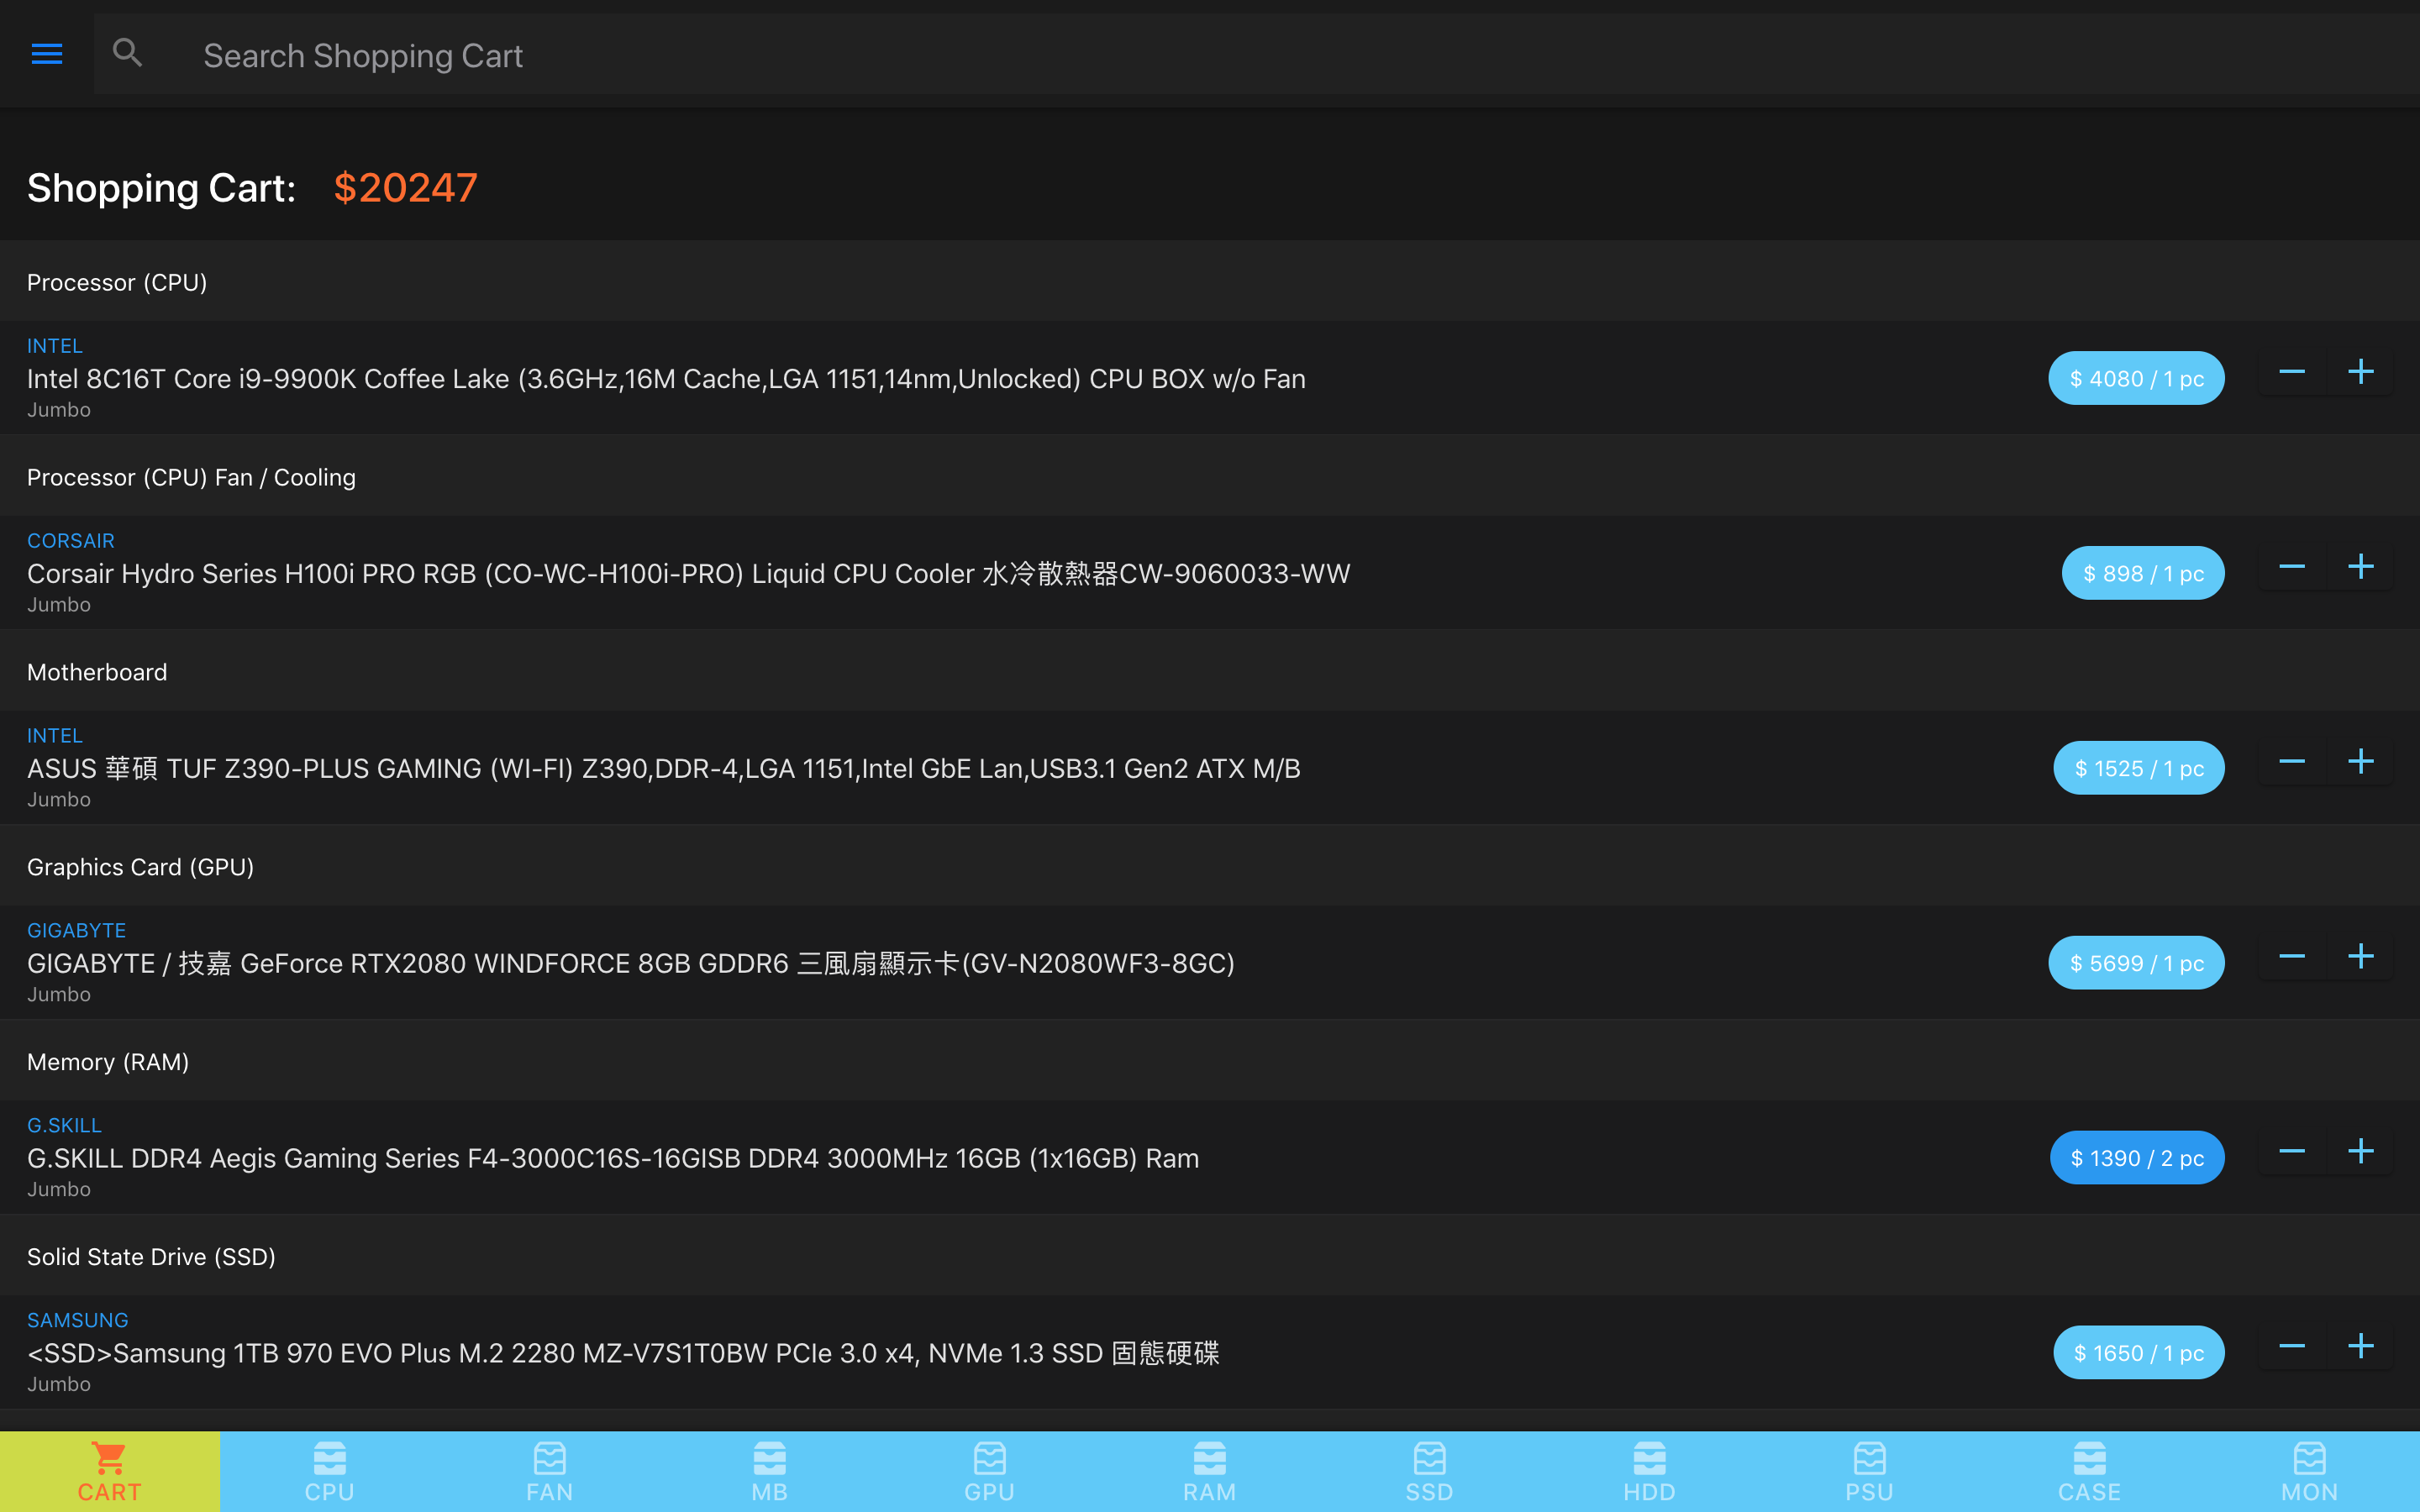 Search Shopping Cart
Shopping Cart: $20247
Processor (CPU)
INTEL
Intel 8C16T Core i9-9900K Coffee Lake (3.6GHz,16M Cache,LGA 1151,14nm,Unlocked) CPU BOX w/o Fan
$ 4080 / 1 pc
Jumbo
Processor (CPU) Fan / Cooling
CORSAIR
Corsair Hydro Series H100i PRO RGB (CO-WC-H100i-PRO) Liquid CPU Cooler 水冷散熱器CW-9060033-WW
$ 898 / 1 pc
Jumbo
Motherboard
INTEL
ASUS 華碩 TUF Z390-PLUS GAMING (WI-FI) Z390,DDR-4,LGA 1151,Intel GbE Lan,USB3.1 Gen2 ATX M/B
$ 1525 / 1 pc
Jumbo
Graphics Card (GPU)
GIGABYTE
GIGABYTE / 技嘉 GeForce RTX2080 WINDFORCE 8GB GDDR6 三風扇顯示卡(GV-N2080WF3-8GC)
$ 5699 / 1 pc
Jumbo
Memory (RAM)
G.SKILL
G.SKILL DDR4 Aegis Gaming Series F4-3000C16S-16GISB DDR4 3000MHz 16GB (1x16GB) Ram
$ 1390 / 2 pc
Jumbo
Solid State Drive (SSD)
SAMSUNG
<SSD>Samsung 1TB 970 EVO Plus M.2 2280 MZ-V7S1T0BW PCIe 3.0 x4, NVMe 1.3 SSD 固態硬碟
$ 1650 / 1 pc
Jumbo
CART CPU FAN MB GPU RAM SSD HDD PSU CASE MON